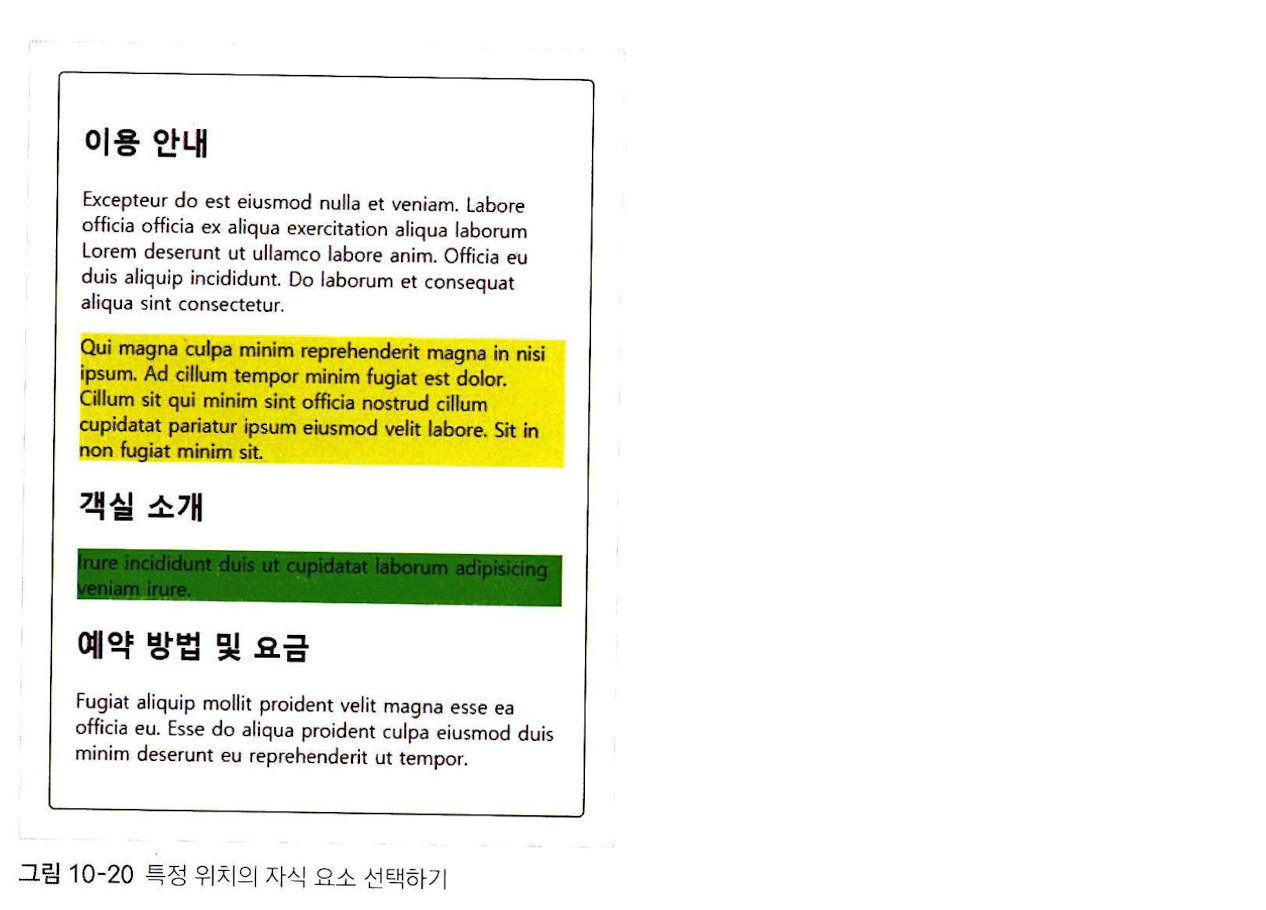 이용 안내
Excepteur do est eiusmod nulla et veniam. Labore
officia officia ex aliqua exercitation aliqua laborum
Lorem deserunt ut ullamco labore anim. Officia eu
duis aliquip incididunt. Do laborum et consequat
aliqua sint consectetur.
Qui magna culpa minim reprehenderit magna in nisi
ipsum. Ad cillum tempor minim fugiat est dolor.
Cillum sit qui minim sint officia nostrud cillum
cupidatat pariatur ipsum eiusmod velit labore. Sit in
non fugiat minim sit.
객실 소개
Irure incididunt duis ut cupidatat laborum adipisicing
veniam irure.
예약 방법 및 요금
Fugiat aliquip mollit proident velit magna esse ea
officia eu. Esse do aliqua proident culpa eiusmod duis
minim deserunt eu reprehenderit ut tempor.
그림 10-20 특정 위치의 자식 요소 선택하기